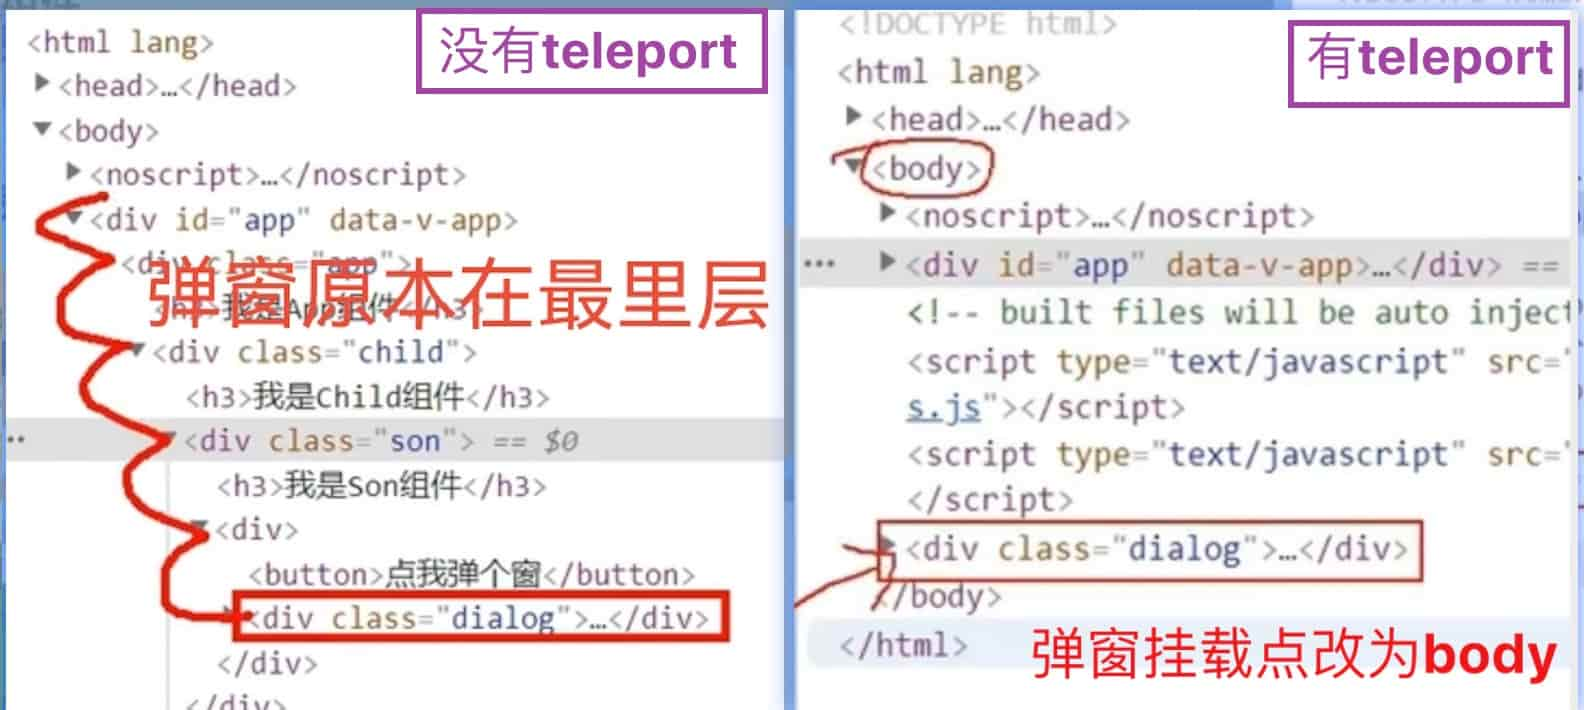 没有teleport
<html lang>
<head>…</head>
<body>
<noscript>…</noscript>
<div id="app" data-v-app>
<div class="app">
弹窗原本在最里层
<h3>我是App组件</h3>
<div class="child">
<h3>我是Child组件</h3>
<div class="son"> == $0
<h3>我是Son组件</h3>
<div>
<button>点我弹个窗</button>
<div class="dialog">…</div>
</div>
</div>
有teleport
<!DOCTYPE html>
<html lang>
<head>…</head>
<body>
<noscript>…</noscript>
<div id="app" data-v-app>…</div> ==
<!-- built files will be auto inject
<script type="text/javascript" src="
s.js"></script>
<script type="text/javascript" src="
</script>
<div class="dialog">…</div>
</body>
</html>
弹窗挂载点改为body